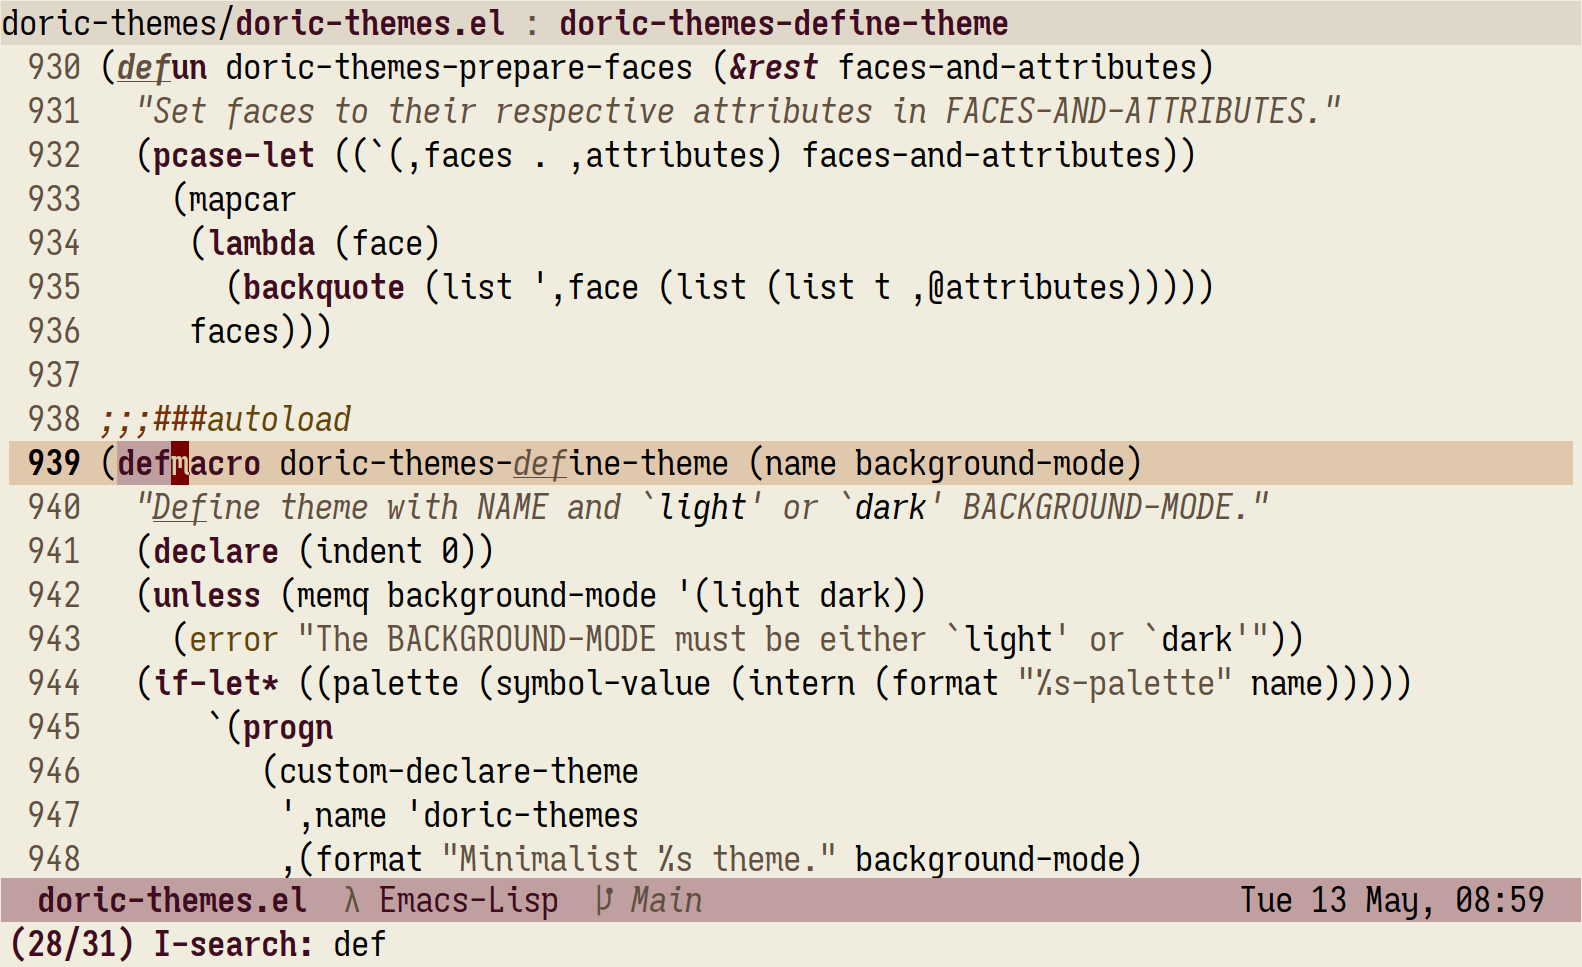 doric-themes/doric-themes.el : doric-themes-define-theme
930 (defun doric-themes-prepare-faces (&rest faces-and-attributes)
931   "Set faces to their respective attributes in FACES-AND-ATTRIBUTES."
932   (pcase-let ((`(,faces . ,attributes) faces-and-attributes))
933     (mapcar
934      (lambda (face)
935        (backquote (list ',face (list (list t ,@attributes)))))
936      faces)))
937
938 ;;;###autoload
939 (defmacro doric-themes-define-theme (name background-mode)
940   "Define theme with NAME and `light' or `dark' BACKGROUND-MODE."
941   (declare (indent 0))
942   (unless (memq background-mode '(light dark))
943     (error "The BACKGROUND-MODE must be either `light' or `dark'"))
944   (if-let* ((palette (symbol-value (intern (format "%s-palette" name)))))
945       `(progn
946          (custom-declare-theme
947           ',name 'doric-themes
948           ,(format "Minimalist %s theme." background-mode)
doric-themes.el λ Emacs-Lisp Main Tue 13 May, 08:59
(28/31) I-search: def